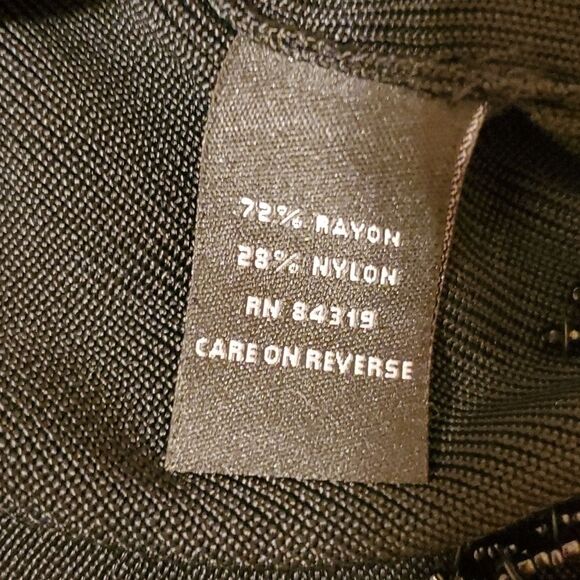 72% RAYON
28% NYLON
RN 84319
CARE ON REVERSE